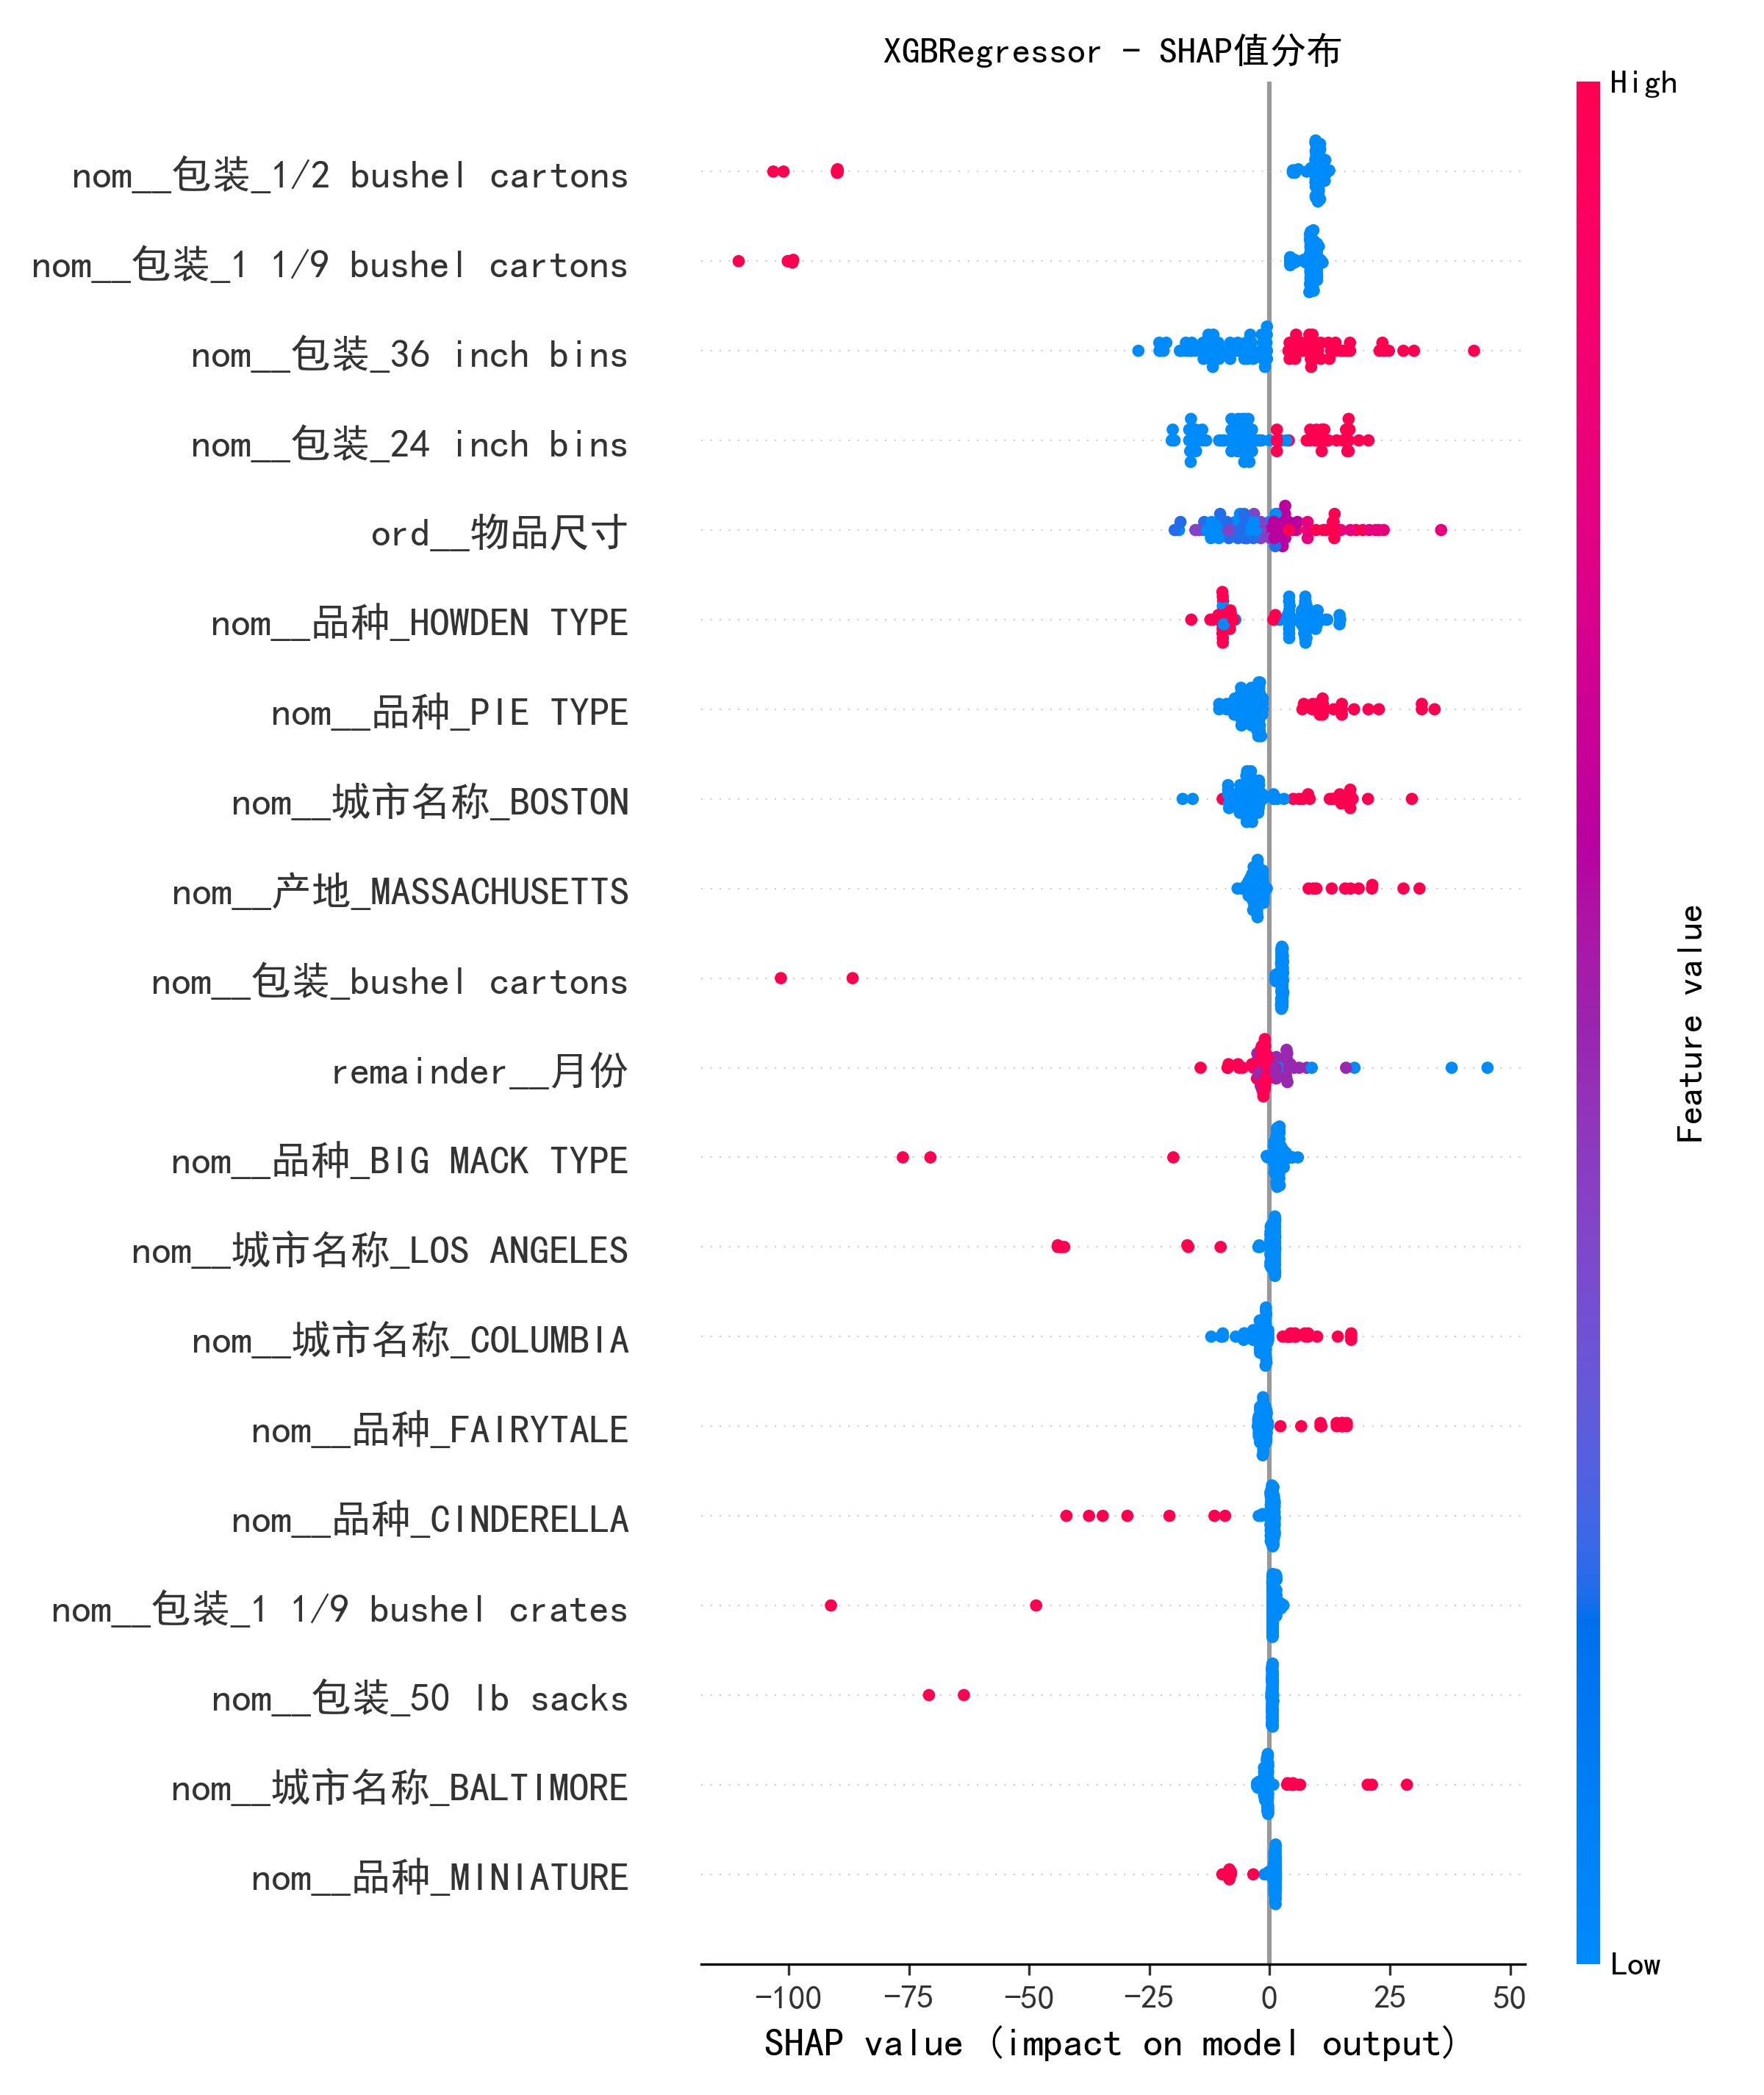 XGBRegressor - SHAP值分布
High
nom__包装_1/2 bushel cartons
nom__包装_1 1/9 bushel cartons
nom__包装_36 inch bins
nom__包装_24 inch bins
ord__物品尺寸
nom__品种_HOWDEN TYPE
nom__品种_PIE TYPE
nom__城市名称_BOSTON
nom__产地_MASSACHUSETTS
nom__包装_bushel cartons
remainder__月份
nom__品种_BIG MACK TYPE
nom__城市名称_LOS ANGELES
nom__城市名称_COLUMBIA
nom__品种_FAIRYTALE
nom__品种_CINDERELLA
nom__包装_1 1/9 bushel crates
nom__包装_50 lb sacks
nom__城市名称_BALTIMORE
nom__品种_MINIATURE
Feature value
Low
−100 −75 −50 −25 0 25 50
SHAP value (impact on model output)